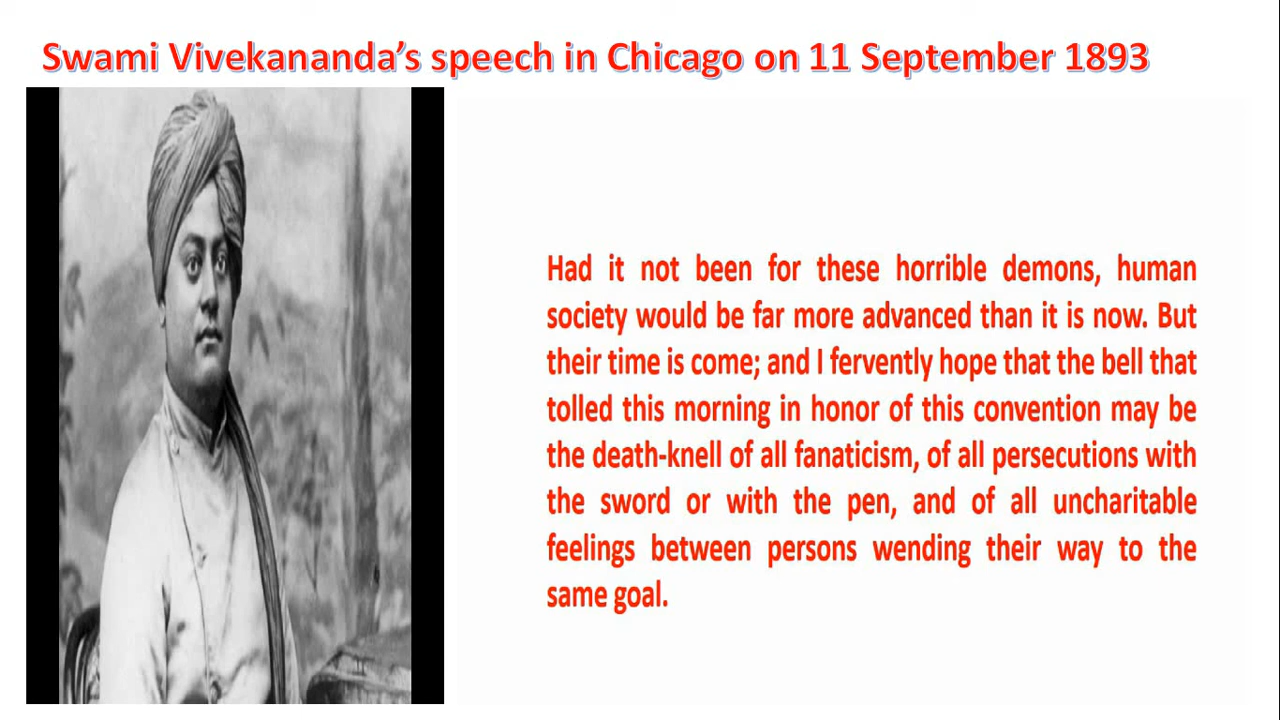 Swami Vivekananda’s speech in Chicago on 11 September 1893
Had it not been for these horrible demons, human
society would be far more advanced than it is now. But
their time is come; and I fervently hope that the bell that
tolled this morning in honor of this convention may be
the death-knell of all fanaticism, of all persecutions with
the sword or with the pen, and of all uncharitable
feelings between persons wending their way to the
same goal.